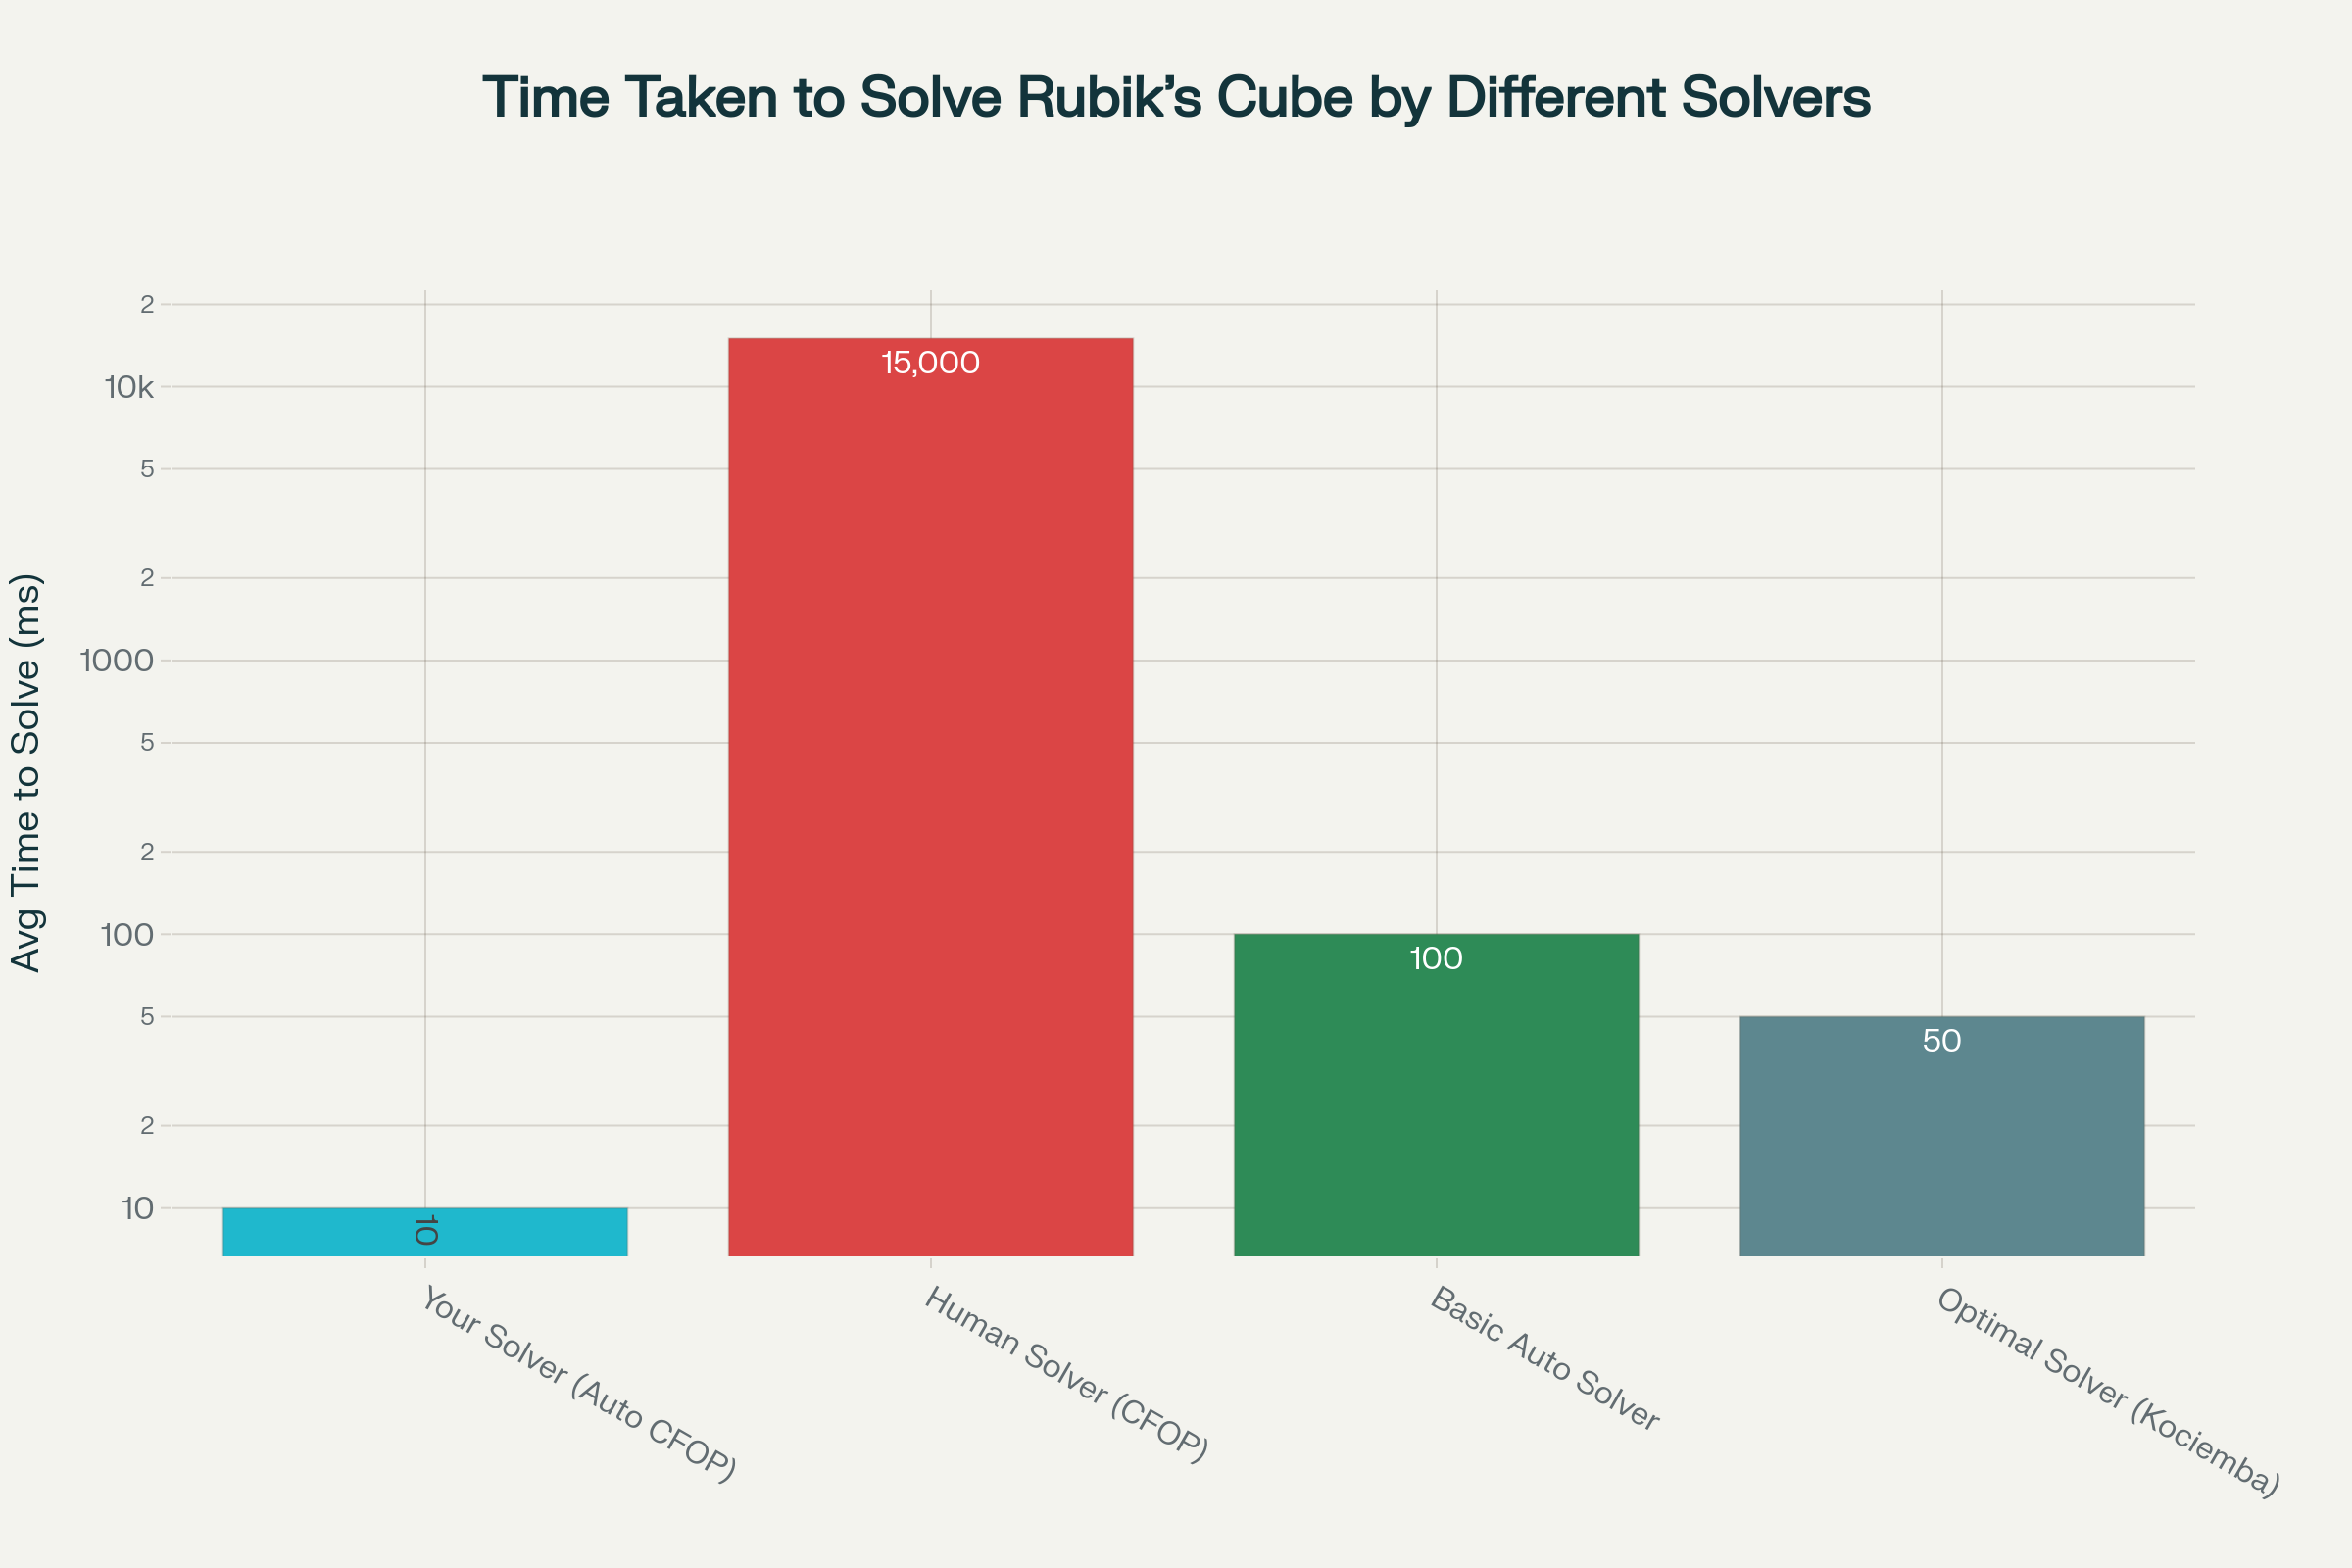 Time Taken to Solve Rubik’s Cube by Different Solvers
Avg Time to Solve (ms)
2
10k
5
2
1000
5
2
100
5
2
10
10
15,000
100
50
Your Solver (Auto CFOP)
Human Solver (CFOP)
Basic Auto Solver
Optimal Solver (Kociemba)